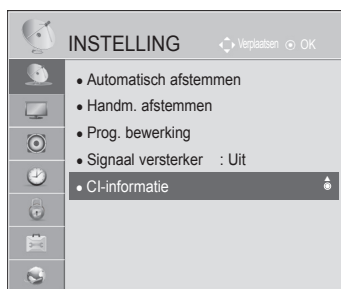 INSTELLING Verplaatsen OK
● Automatisch afstemmen
● Handm. afstemmen
● Prog. bewerking
● Signaal versterker : Uit
● CI-informatie